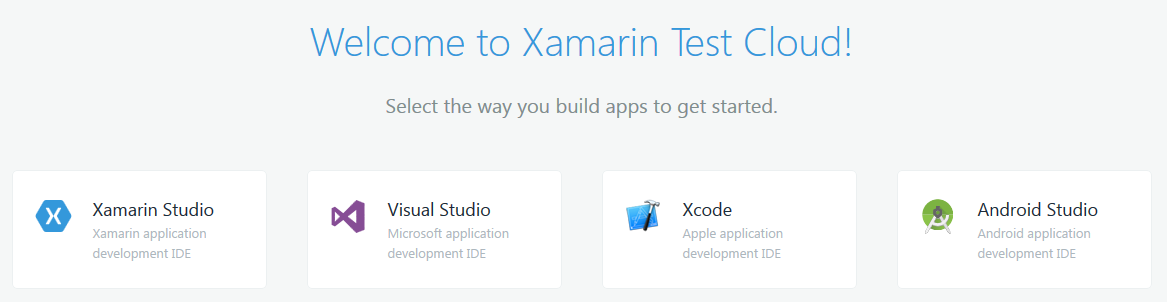 Welcome to Xamarin Test Cloud!
Select the way you build apps to get started.
Xamarin Studio
Xamarin application
development IDE
Visual Studio
Microsoft application
development IDE
Xcode
Apple application
development IDE
Android Studio
Android application
development IDE